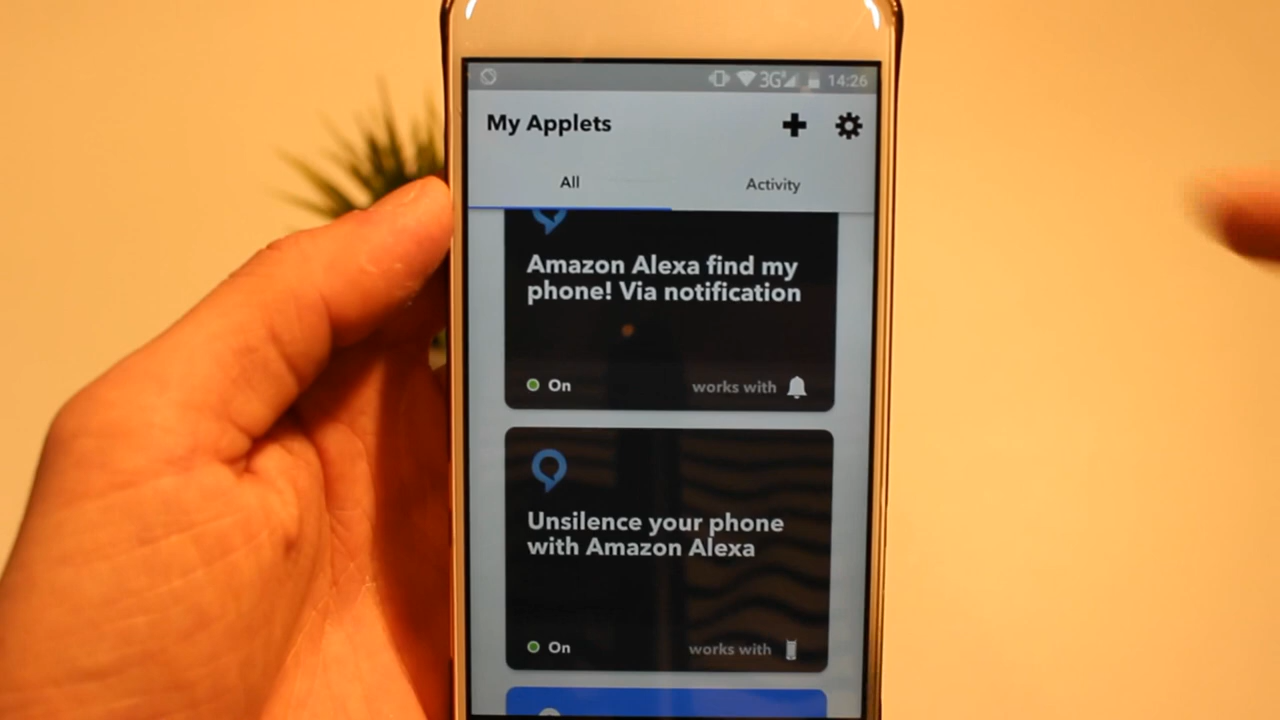 3G 14:26
My Applets
All Activity
Amazon Alexa find my
phone! Via notification
On works with
Unsilence your phone
with Amazon Alexa
On works with